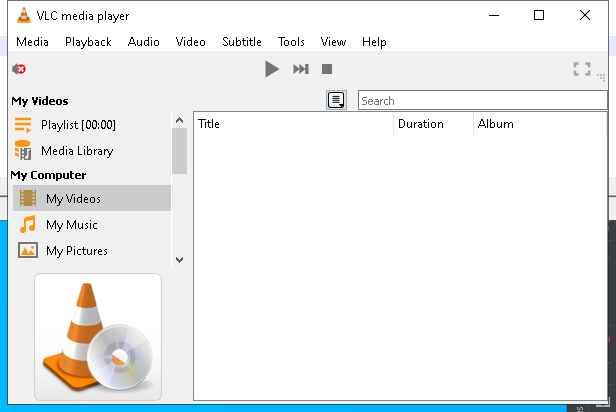 VLC media player
Media Playback Audio Video Subtitle Tools View Help
My Videos
Search
Playlist [00:00]
Title Duration Album
Media Library
My Computer
My Videos
My Music
My Pictures